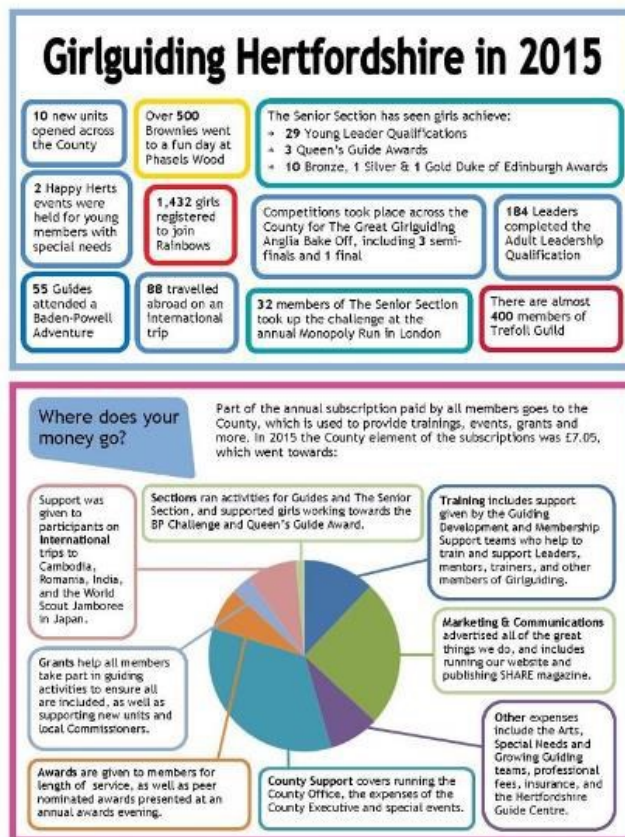 Girlguiding Hertfordshire in 2015
10 new units
opened across
the County
Over 500
Brownies went
to a fun day at
Phasels Wood
The Senior Section has seen girls achieve:
➔ 29 Young Leader Qualifications
➔ 3 Queen's Guide Awards
➔ 10 Bronze, 1 Silver & 1 Gold Duke of Edinburgh Awards
2 Happy Herts
events were
held for young
members with
special needs
1,432 girls
registered
to join
Rainbows
Competitions took place across the
County for The Great Girlguiding
Anglia Bake Off, including 3 semi-
finals and 1 final
184 Leaders
completed the
Adult Leadership
Qualification
55 Guides
attended a
Baden-Powell
Adventure
88 travelled
abroad on an
international
trip
32 members of The Senior Section
took up the challenge at the
annual Monopoly Run in London
There are almost
400 members of
Trefoil Guild
Where does your
money go?
Part of the annual subscription paid by all members goes to the
County, which is used to provide trainings, events, grants and
more. In 2015 the County element of the subscriptions was £7.05,
which went towards:
Support was
given to
participants on
International
trips to
Cambodia,
Romania, India,
and the World
Scout Jamboree
in Japan.
Sections ran activities for Guides and The Senior
Section, and supported girls working towards the
BP Challenge and Queen's Guide Award.
Training includes support
given by the Guiding
Development and Membership
Support teams who help to
train and support Leaders,
mentors, trainers, and other
members of Girlguiding.
Marketing & Communications
advertised all of the great
things we do, and includes
running our website and
publishing SHARE magazine.
Grants help all members
take part in guiding
activities to ensure all
are included, as well as
supporting new units and
local Commissioners.
Other expenses
include the Arts,
Special Needs and
Growing Guiding
teams, professional
fees, insurance, and
the Hertfordshire
Guide Centre.
Awards are given to members for
length of service, as well as peer
nominated awards presented at an
annual awards evening.
County Support covers running the
County Office, the expenses of the
County Executive and special events.